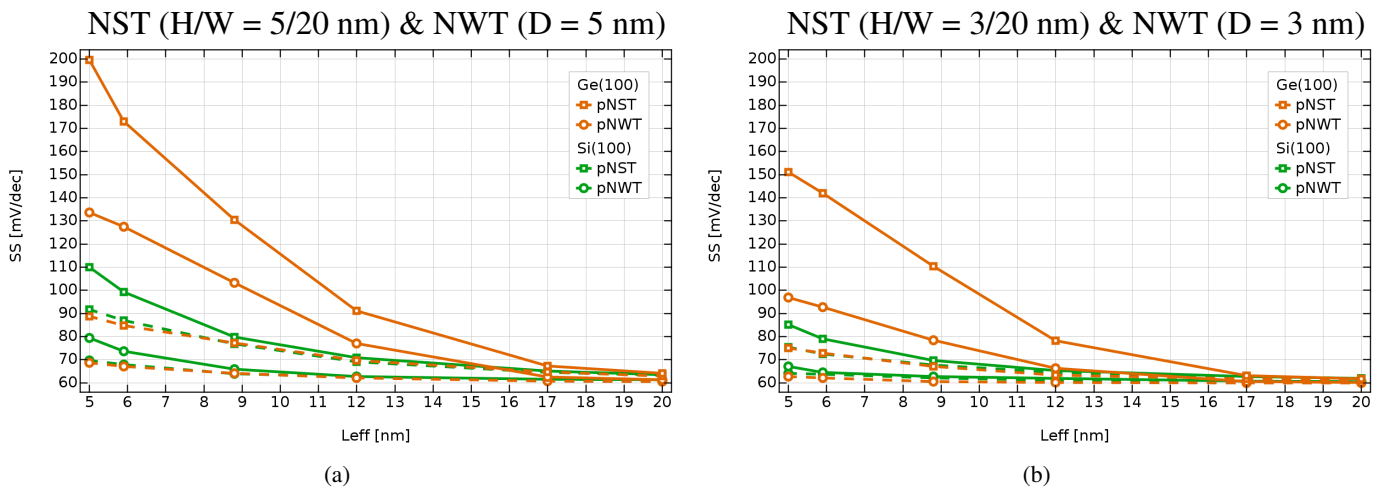 NST (H/W = 5/20 nm) & NWT (D = 5 nm)
200
190
180
170
160
150
140
130
120
110
100
90
80
70
60
SS [mV/dec]
Ge(100)
pNST
pNWT
Si(100)
pNST
pNWT
5 6 7 8 9 10 11 12 13 14 15 16 17 18 19 20
Leff [nm]
(a)
NST (H/W = 3/20 nm) & NWT (D = 3 nm)
200
190
180
170
160
150
140
130
120
110
100
90
80
70
60
SS [mV/dec]
Ge(100)
pNST
pNWT
Si(100)
pNST
pNWT
5 6 7 8 9 10 11 12 13 14 15 16 17 18 19 20
Leff [nm]
(b)